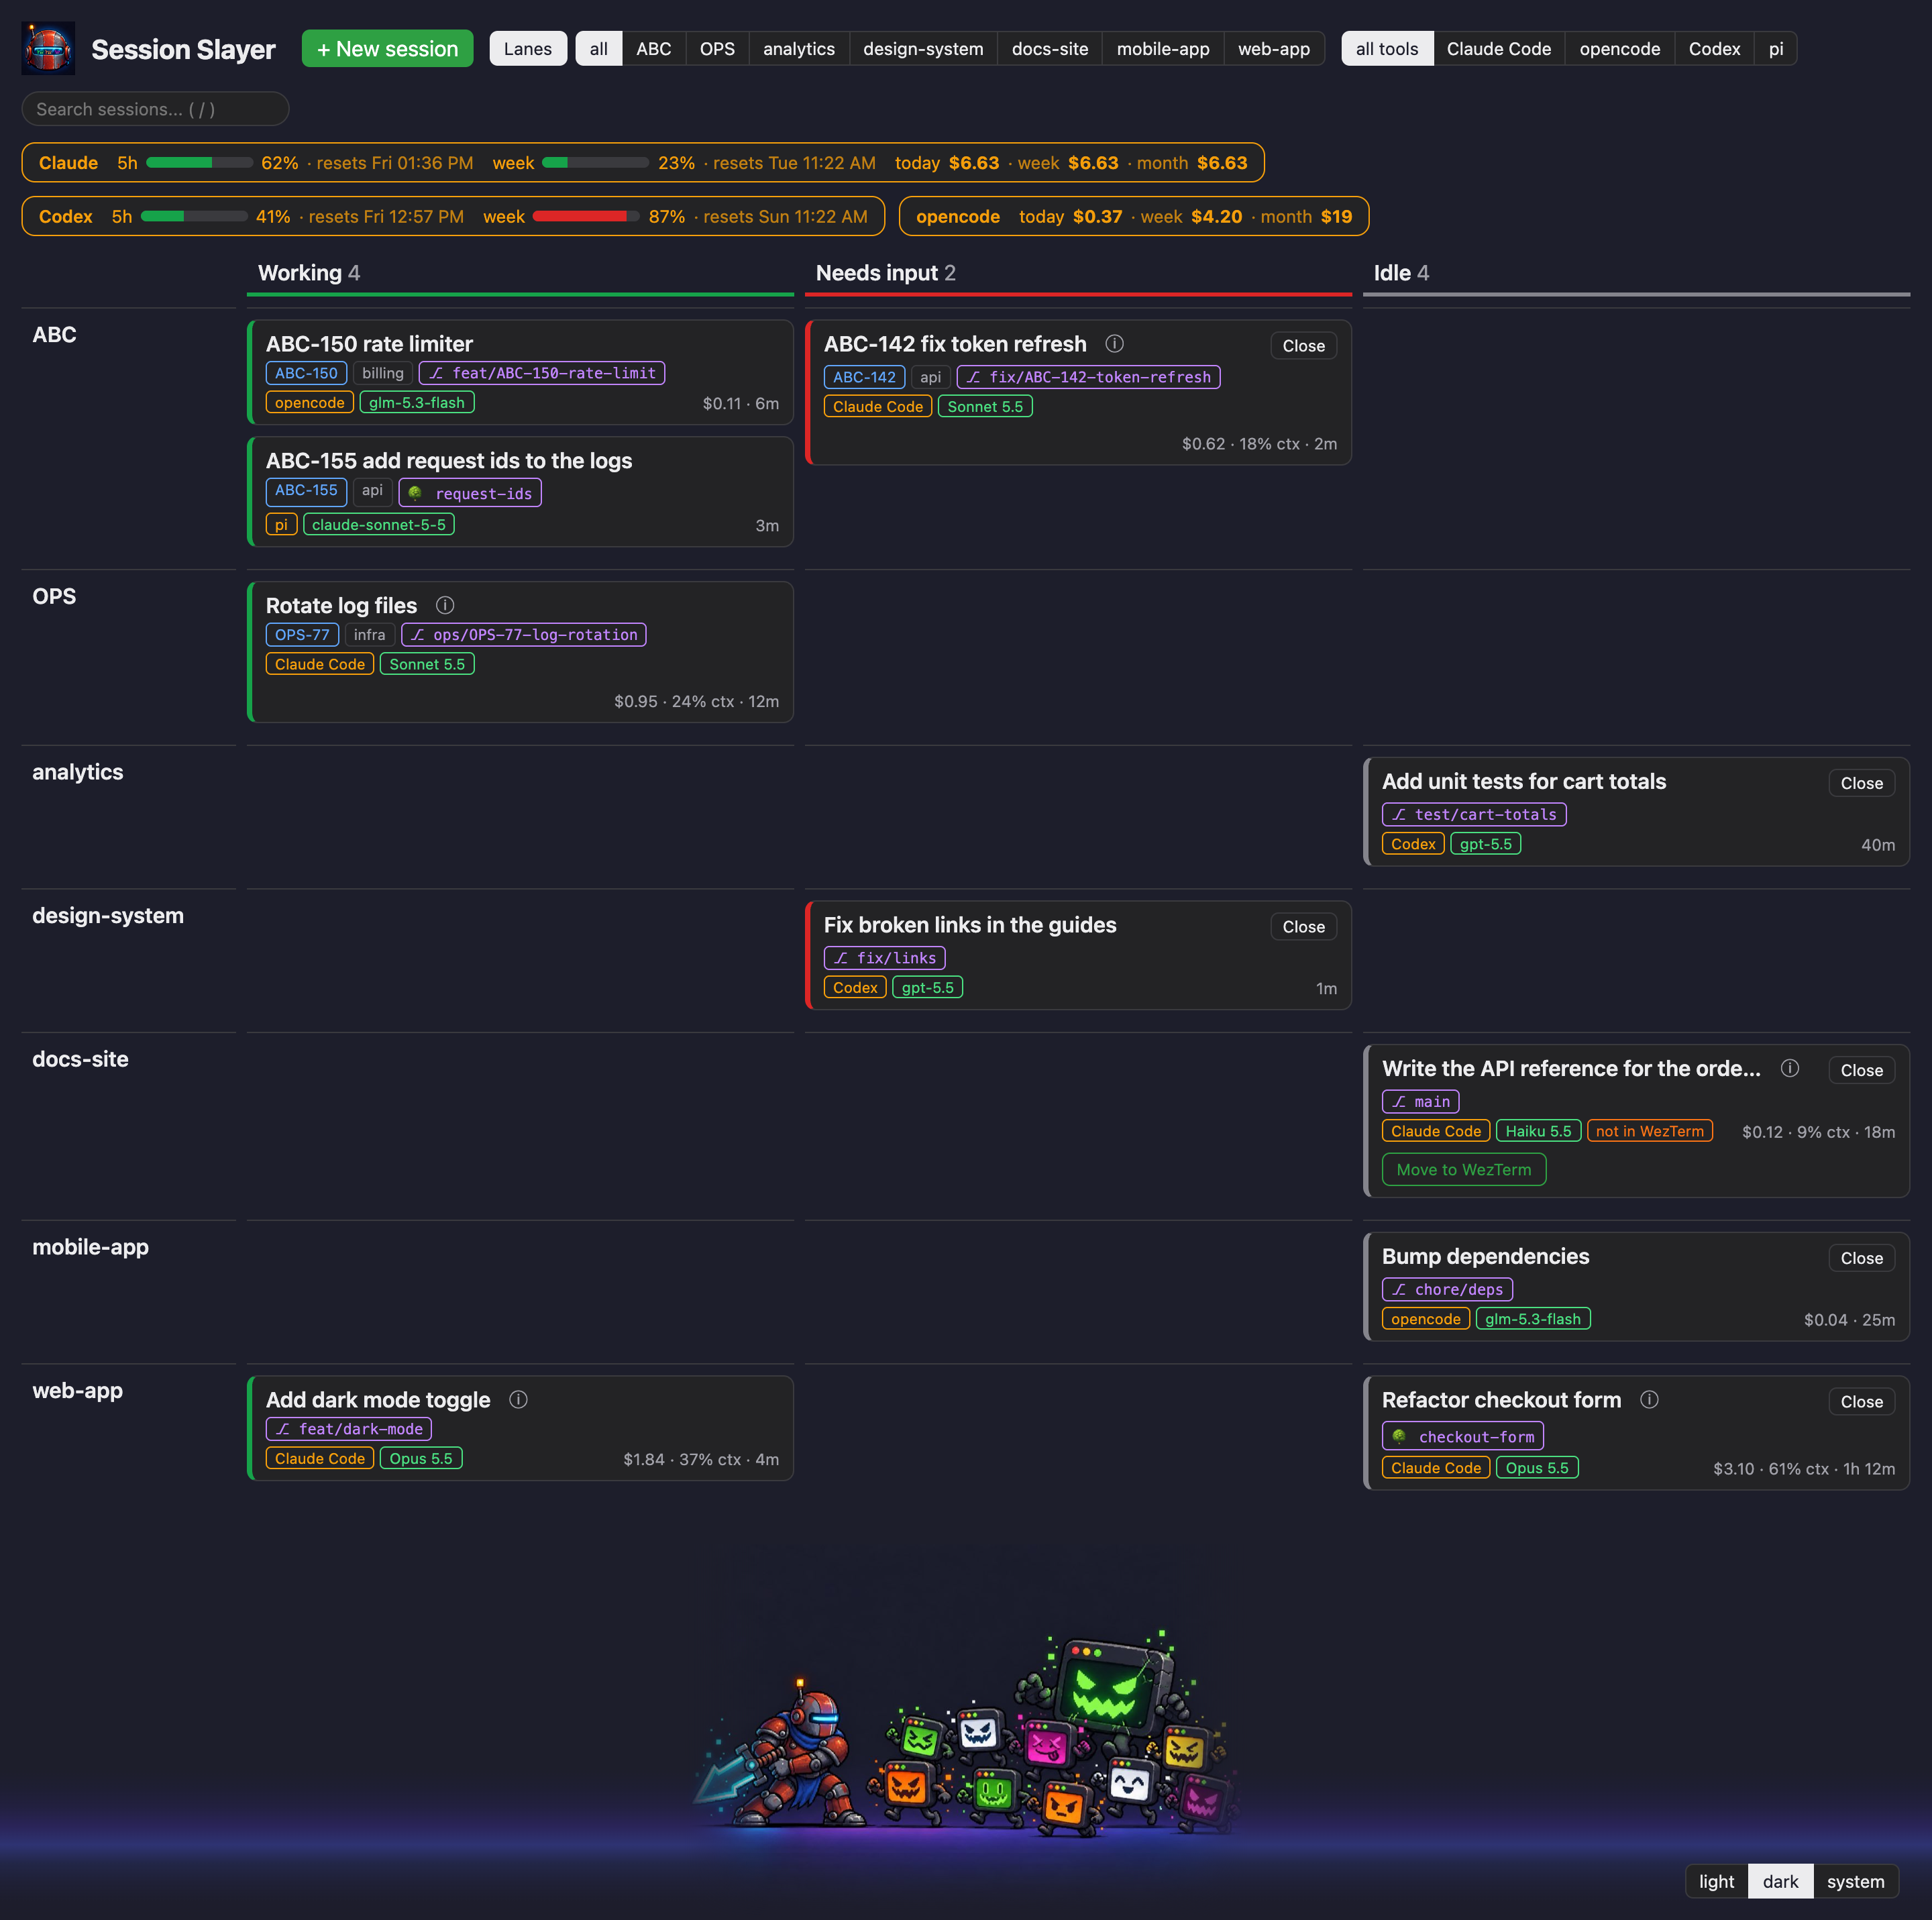 Session Slayer
+ New session
Lanes
all ABC OPS analytics design-system docs-site mobile-app web-app
all tools Claude Code opencode Codex pi
Search sessions... ( / )
Claude 5h 62% · resets Fri 01:36 PM week 23% · resets Tue 11:22 AM today $6.63 · week $6.63 · month $6.63
Codex 5h 41% · resets Fri 12:57 PM week 87% · resets Sun 11:22 AM
opencode today $0.37 · week $4.20 · month $19
Working 4
Needs input 2
Idle 4
ABC
ABC-150 rate limiter
ABC-150 billing feat/ABC-150-rate-limit
opencode glm-5.3-flash $0.11 · 6m
ABC-155 add request ids to the logs
ABC-155 api request-ids
pi claude-sonnet-5-5 3m
ABC-142 fix token refresh
Close
ABC-142 api fix/ABC-142-token-refresh
Claude Code Sonnet 5.5
$0.62 · 18% ctx · 2m
OPS
Rotate log files
OPS-77 infra ops/OPS-77-log-rotation
Claude Code Sonnet 5.5
$0.95 · 24% ctx · 12m
analytics
Add unit tests for cart totals
Close
test/cart-totals
Codex gpt-5.5 40m
design-system
Fix broken links in the guides
Close
fix/links
Codex gpt-5.5 1m
docs-site
Write the API reference for the orde...
Close
main
Claude Code Haiku 5.5 not in WezTerm $0.12 · 9% ctx · 18m
Move to WezTerm
mobile-app
Bump dependencies
Close
chore/deps
opencode glm-5.3-flash $0.04 · 25m
web-app
Add dark mode toggle
feat/dark-mode
Claude Code Opus 5.5 $1.84 · 37% ctx · 4m
Refactor checkout form
Close
checkout-form
Claude Code Opus 5.5 $3.10 · 61% ctx · 1h 12m
light dark system